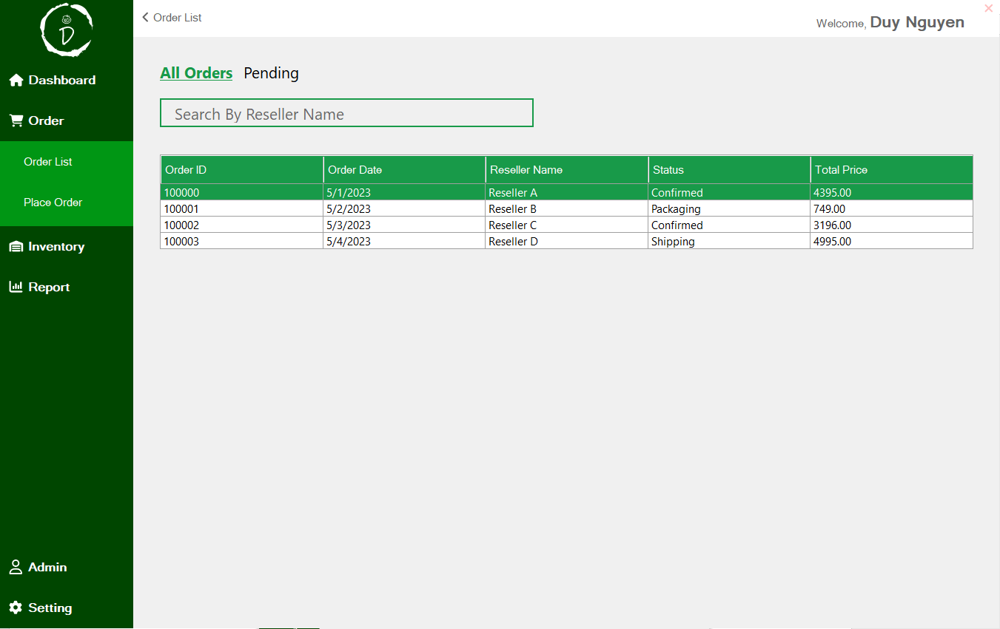 D
Dashboard
Order
Order List
Place Order
Inventory
Report
Admin
Setting
Order List
Welcome, Duy Nguyen
All Orders Pending
Search By Reseller Name
Order ID Order Date Reseller Name Status Total Price
100000 5/1/2023 Reseller A Confirmed 4395.00
100001 5/2/2023 Reseller B Packaging 749.00
100002 5/3/2023 Reseller C Confirmed 3196.00
100003 5/4/2023 Reseller D Shipping 4995.00